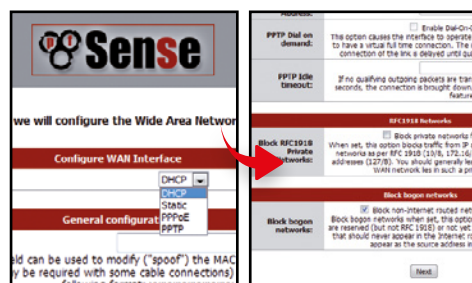 pf Sense
we will configure the Wide Area Networ
Configure WAN Interface
DHCP
DHCP
Static
PPPoE
PPTP
General configurat
eld can be used to modify ("spoof") the MAC
y be required with some cable connections)
Address:
PPTP Dial on
demand:
Enable Dial-On-
This option causes the interface to operate
to have a virtual full time connection. The
connection of the link is delayed until qu
PPTP Idle
timeout:
If no qualifying outgoing packets are tran
seconds, the connection is brought down
feature
RFC1918 Networks
Block RFC1918
Private
Networks:
Block private networks f
When set, this option blocks traffic from IP
networks as per RFC 1918 (10/8, 172.16/
addresses (127/8). You should generally lea
WAN network lies in such a pri
Block bogon networks
Block bogon
networks:
Block non-Internet routed net
Block bogon networks when set, this option
are reserved (but not RFC 1918) or not yet
that should never appear in the Internet ro
appear as the source address i
Next